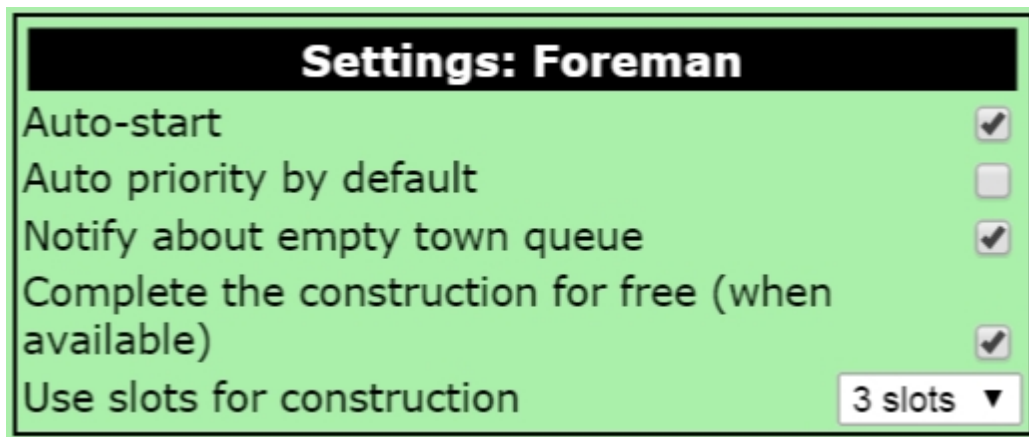 Settings: Foreman
Auto-start
Auto priority by default
Notify about empty town queue
Complete the construction for free (when
available)
Use slots for construction 3 slots